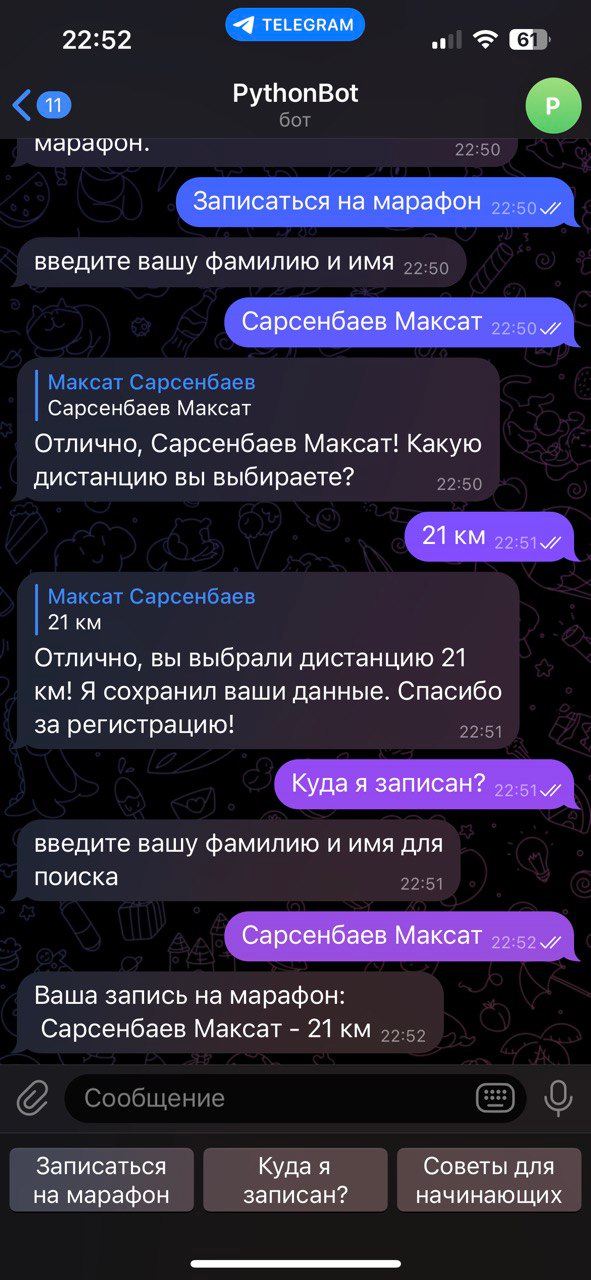 22:52
TELEGRAM
61
11
PythonBot
бот
P
марафон.
22:50
Записаться на марафон 22:50
введите вашу фамилию и имя 22:50
Сарсенбаев Максат 22:50
Максат Сарсенбаев
Сарсенбаев Максат
Отлично, Сарсенбаев Максат! Какую
дистанцию вы выбираете?
22:50
21 км 22:51
Максат Сарсенбаев
21 км
Отлично, вы выбрали дистанцию 21
км! Я сохранил ваши данные. Спасибо
за регистрацию!
22:51
Куда я записан? 22:51
введите вашу фамилию и имя для
поиска
22:51
Сарсенбаев Максат 22:52
Ваша запись на марафон:
Сарсенбаев Максат - 21 км 22:52
Сообщение
Записаться
на марафон
Куда я
записан?
Советы для
начинающих